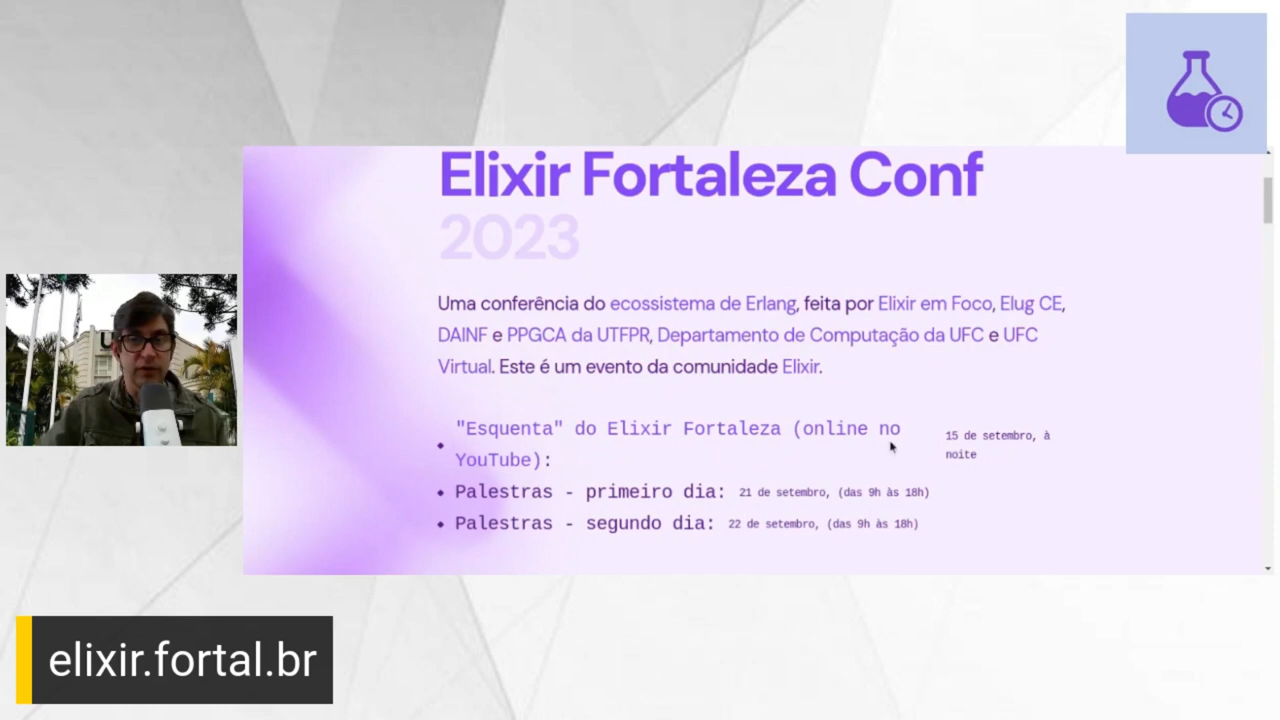 Elixir Fortaleza Conf
2023
Uma conferência do ecossistema de Erlang, feita por Elixir em Foco, Elug CE,
DAINF e PPGCA da UTFPR, Departamento de Computação da UFC e UFC
Virtual. Este é um evento da comunidade Elixir.
"Esquenta" do Elixir Fortaleza (online no
YouTube):
15 de setembro, à
noite
Palestras - primeiro dia: 21 de setembro, (das 9h às 18h)
Palestras - segundo dia: 22 de setembro, (das 9h às 18h)
elixir.fortal.br